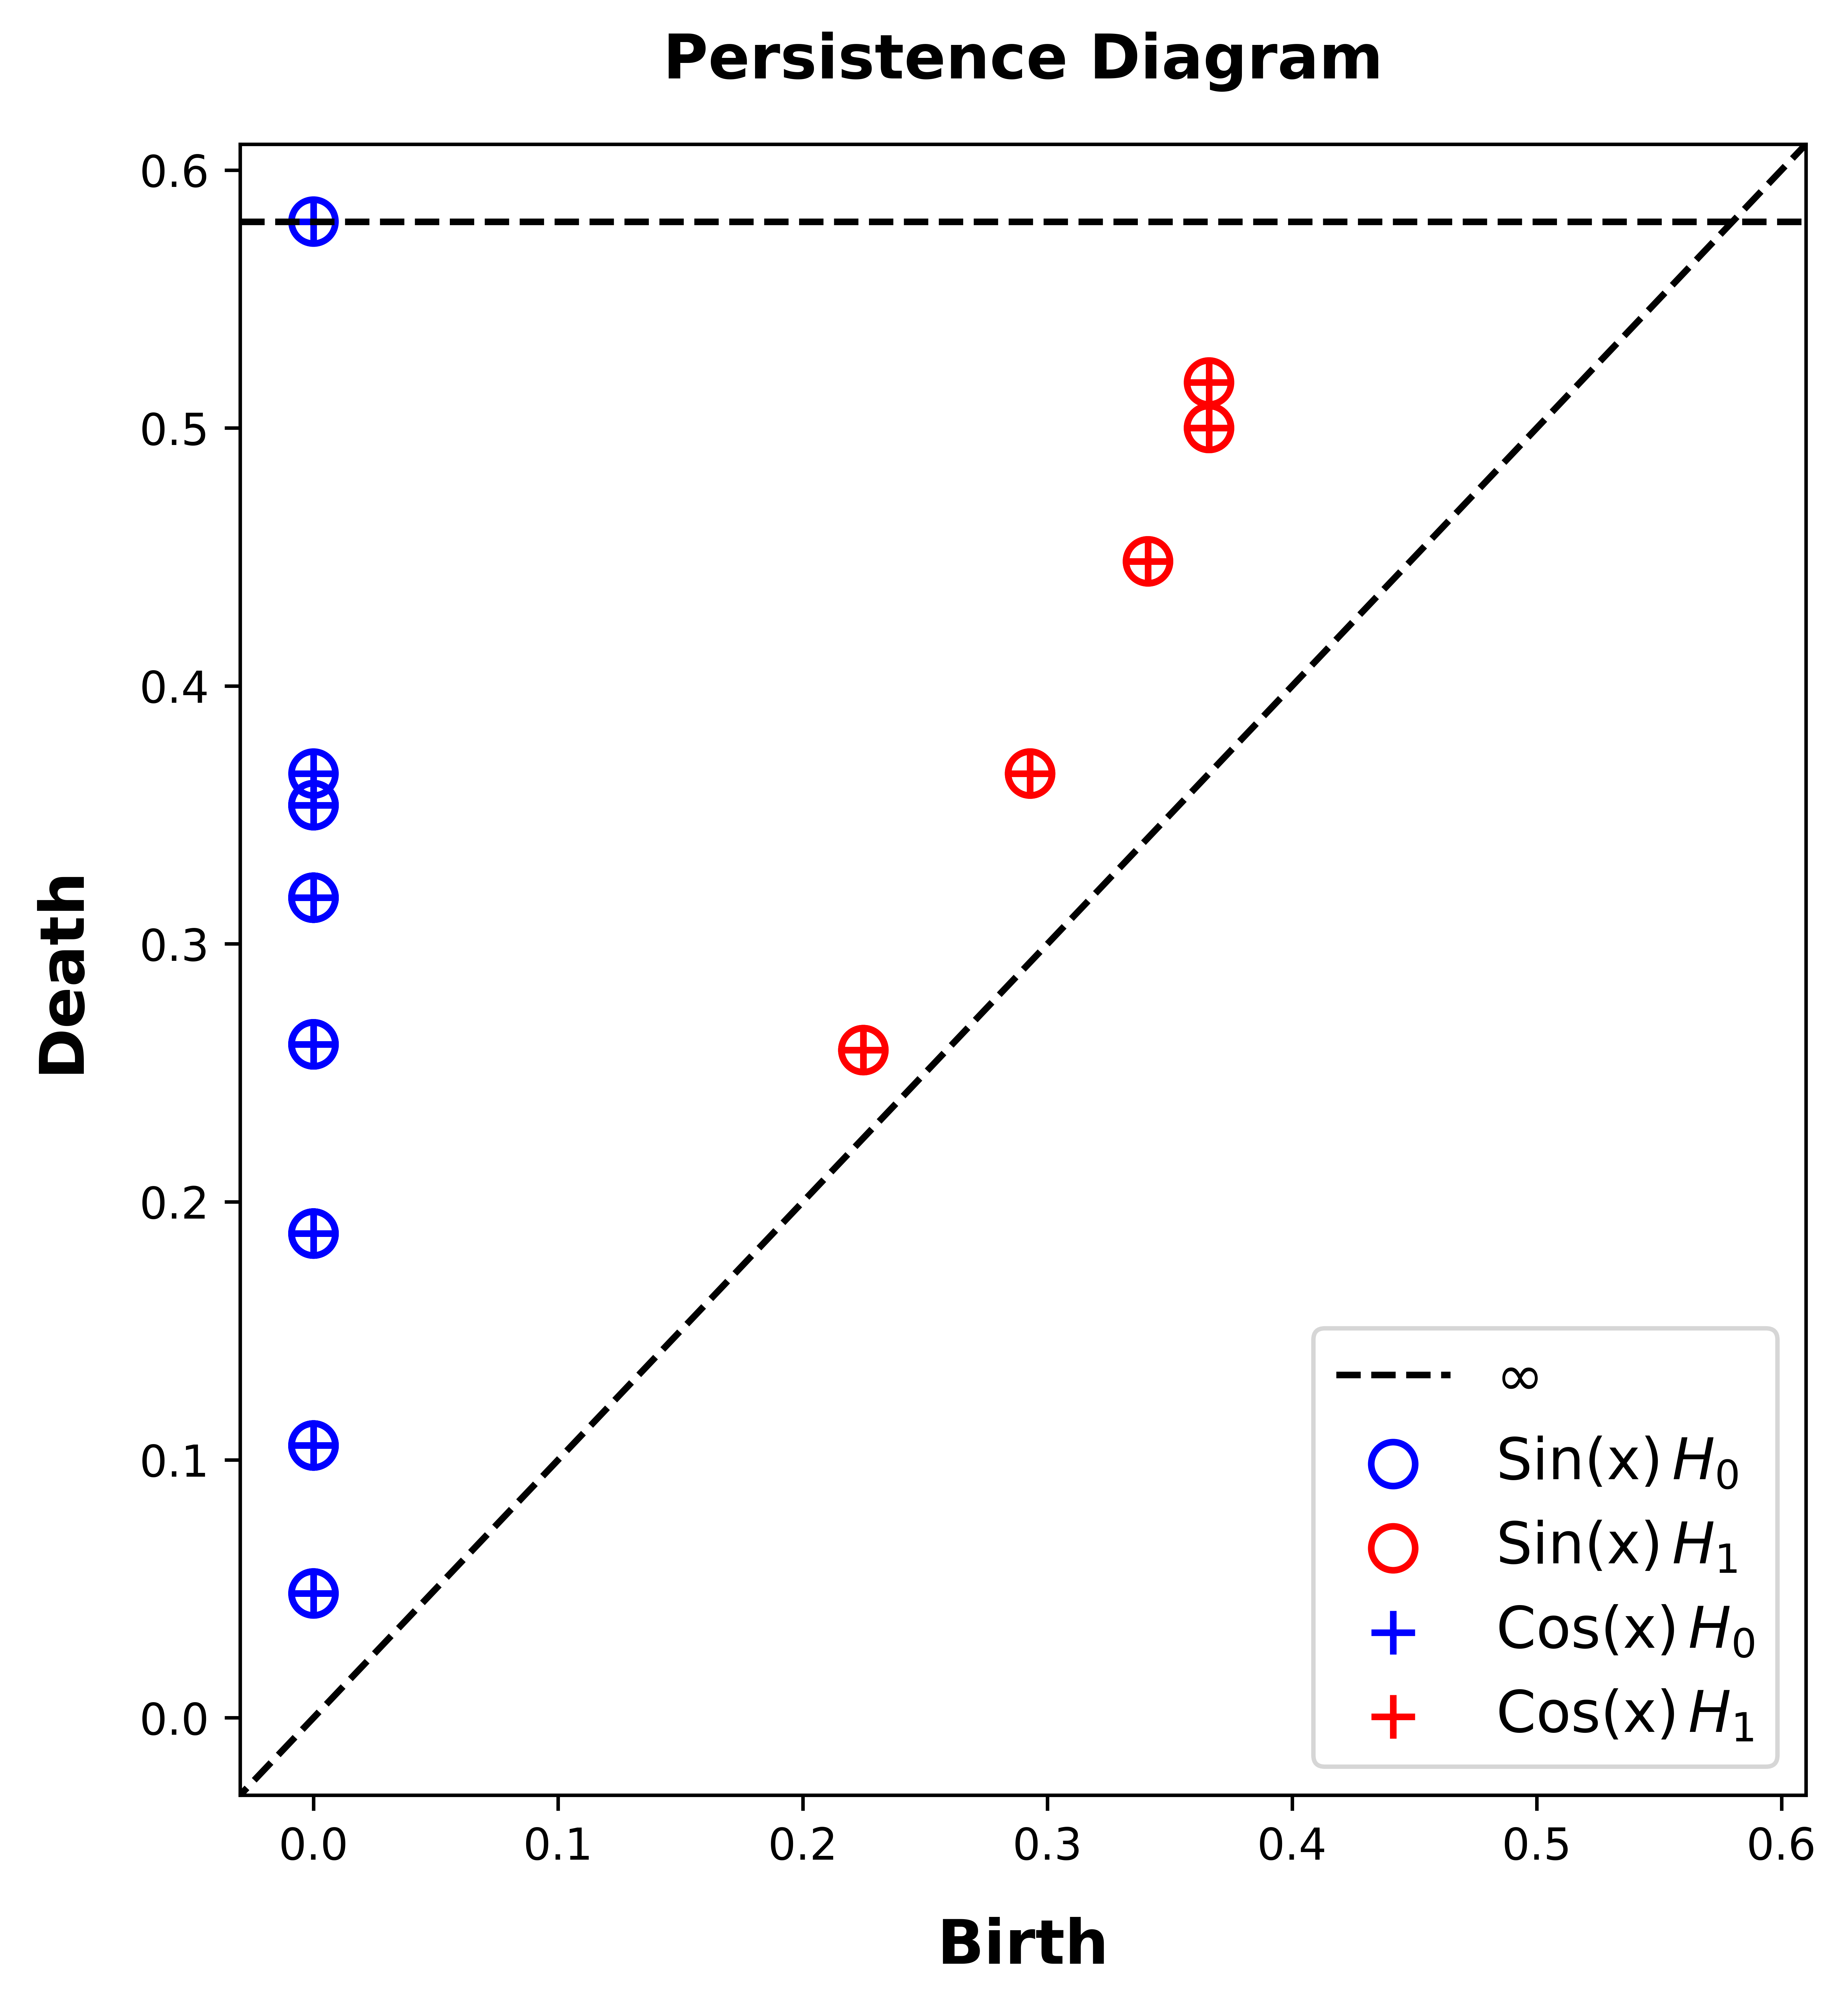 Persistence Diagram
0.6
0.5
0.4
0.3
0.2
0.1
0.0
Death
∞
Sin(x) H₀
Sin(x) H₁
Cos(x) H₀
Cos(x) H₁
0.0 0.1 0.2 0.3 0.4 0.5 0.6
Birth